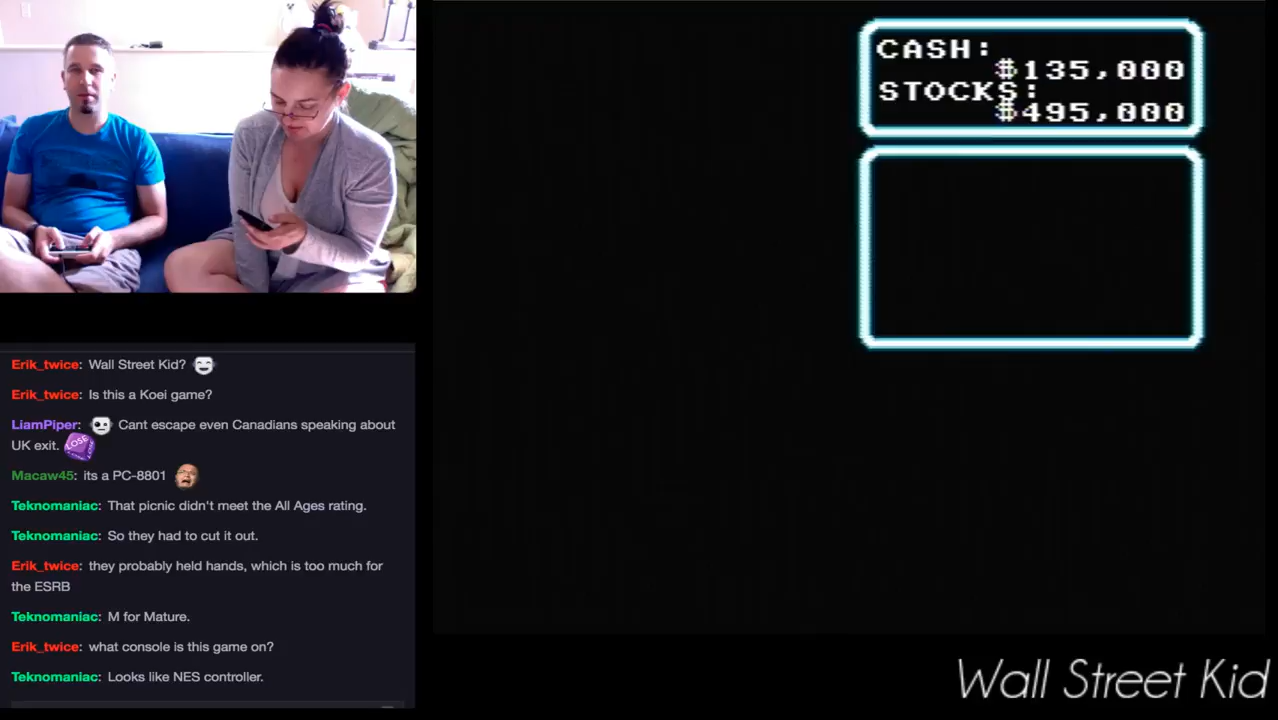 CASH:
$135,000
STOCKS:
$495,000
Erik_twice: Wall Street Kid?
Erik_twice: Is this a Koei game?
LiamPiper: Cant escape even Canadians speaking about
UK exit. LOSE
Macaw45: its a PC-8801
Teknomaniac: That picnic didn't meet the All Ages rating.
Teknomaniac: So they had to cut it out.
Erik_twice: they probably held hands, which is too much for
the ESRB
Teknomaniac: M for Mature.
Erik_twice: what console is this game on?
Teknomaniac: Looks like NES controller.
Wall Street Kid